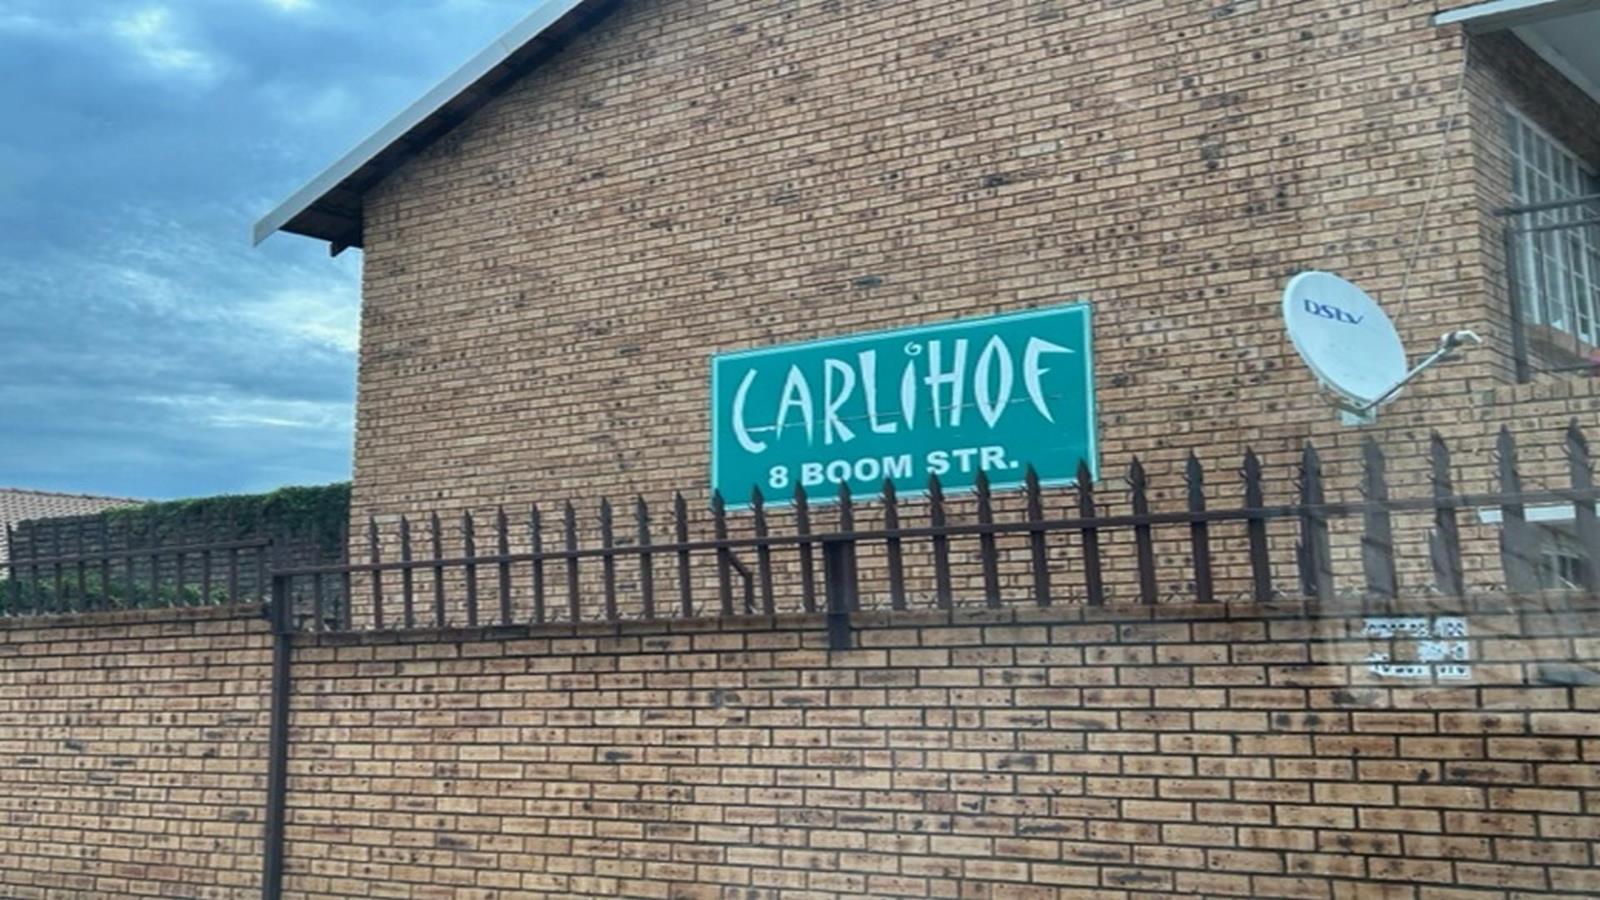 CARLiHOF
8 BOOM STR.
DStv